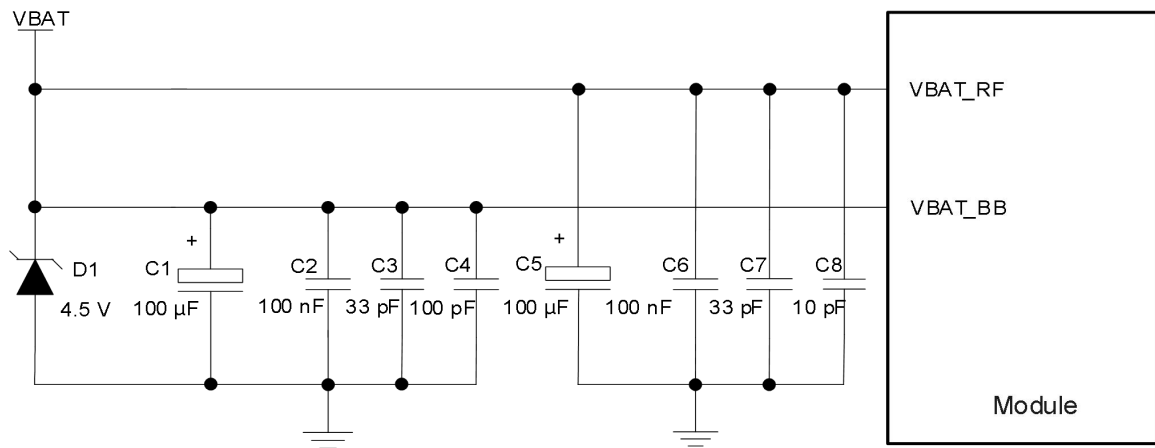 VBAT
VBAT_RF
VBAT_BB
+
D1
4.5 V
C1
100 µF
C2
100 nF
C3
33 pF
C4
100 pF
+
C5
100 µF
C6
100 nF
C7
33 pF
C8
10 pF
Module